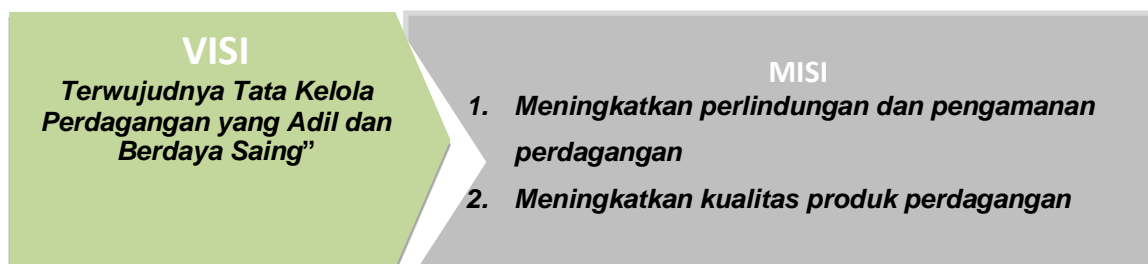 VISI
Terwujudnya Tata Kelola
Perdagangan yang Adil dan
Berdaya Saing”
MISI
1. Meningkatkan perlindungan dan pengamanan
perdagangan
2. Meningkatkan kualitas produk perdagangan